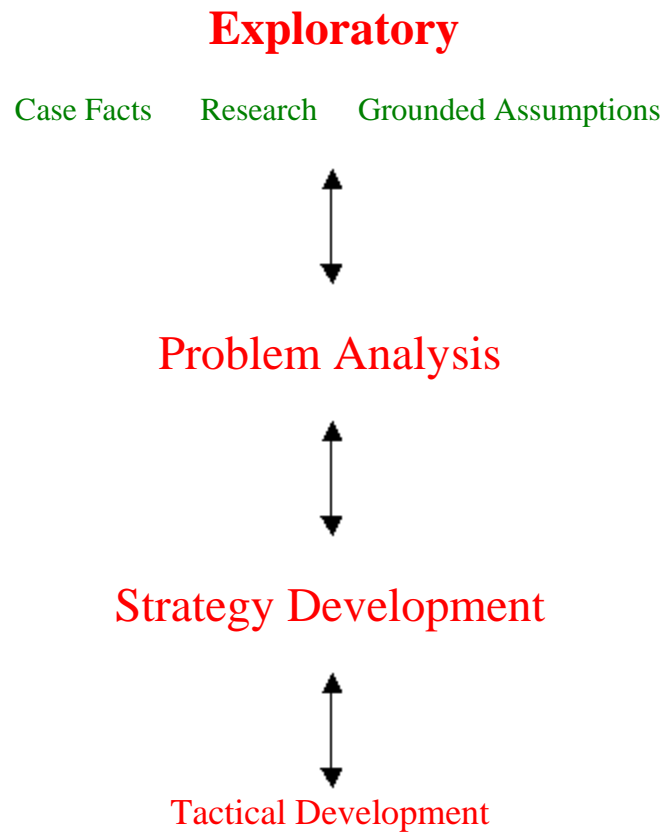 Exploratory
Case Facts Research Grounded Assumptions
Problem Analysis
Strategy Development
Tactical Development